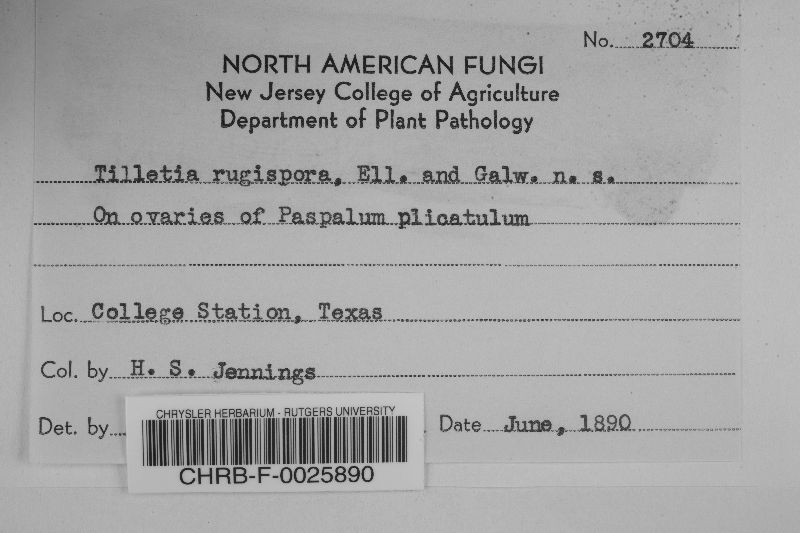 No. 2704
NORTH AMERICAN FUNGI
New Jersey College of Agriculture
Department of Plant Pathology
Tilletia rugispora, Ell. and Galw. n. s.
On ovaries of Paspalum plicatulum
Loc. College Station, Texas
Col. by H. S. Jennings
Det. by
Date June, 1890
CHRYSLER HERBARIUM - RUTGERS UNIVERSITY
CHRB-F-0025890